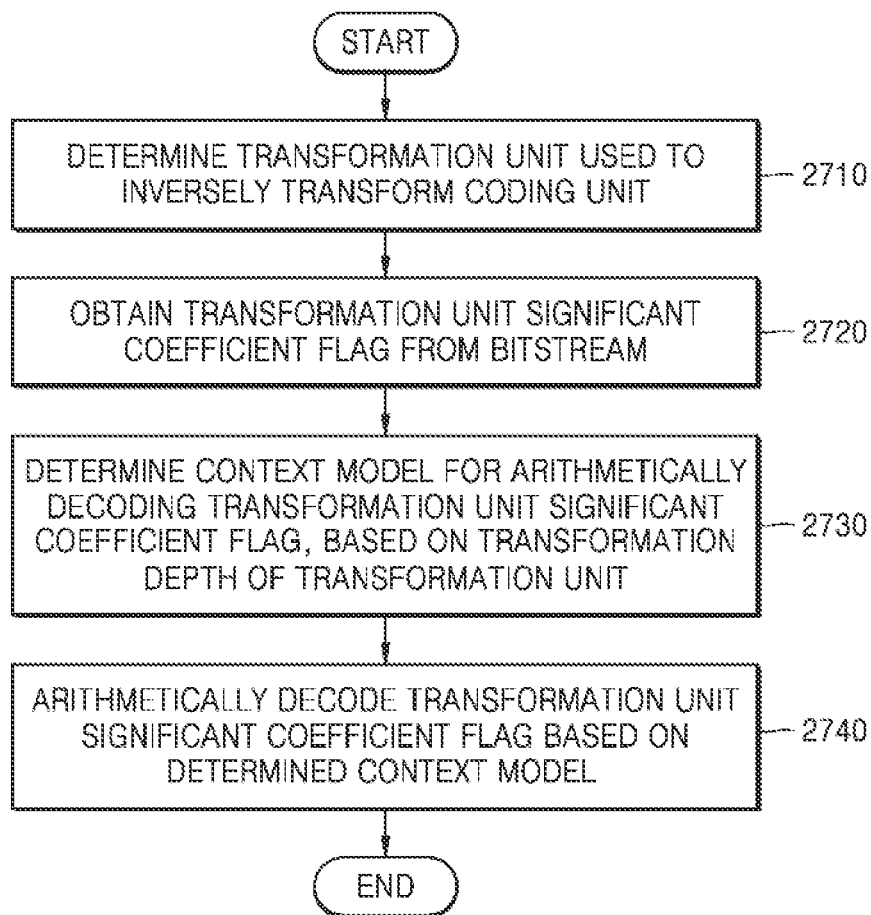 START
DETERMINE TRANSFORMATION UNIT USED TO
INVERSELY TRANSFORM CODING UNIT
2710
OBTAIN TRANSFORMATION UNIT SIGNIFICANT
COEFFICIENT FLAG FROM BITSTREAM
2720
DETERMINE CONTEXT MODEL FOR ARITHMETICALLY
DECODING TRANSFORMATION UNIT SIGNIFICANT
COEFFICIENT FLAG, BASED ON TRANSFORMATION
DEPTH OF TRANSFORMATION UNIT
2730
ARITHMETICALLY DECODE TRANSFORMATION UNIT
SIGNIFICANT COEFFICIENT FLAG BASED ON
DETERMINED CONTEXT MODEL
2740
END